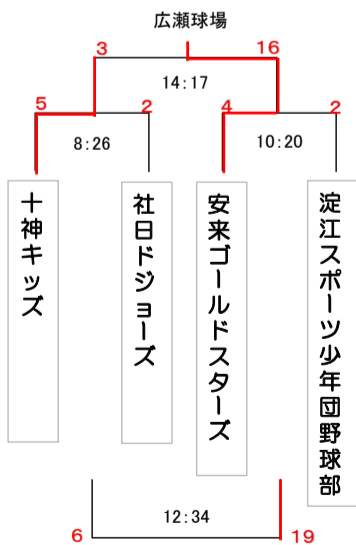 広瀬球場
3
16
14:17
5
2
4
2
8:26
10:20
十神キッズ
社日ドジョーズ
安来ゴールドスターズ
淀江スポーツ少年団野球部
12:34
6
19